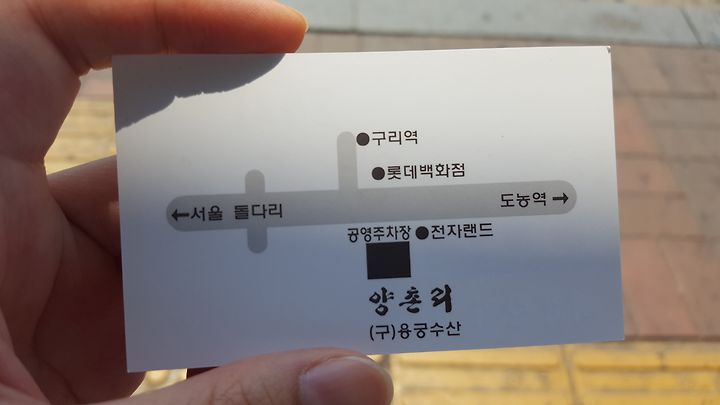 ●구리역
●롯데백화점
←서울 돌다리
도농역→
공영주차장 ●전자랜드
양촌리
(구)용궁수산